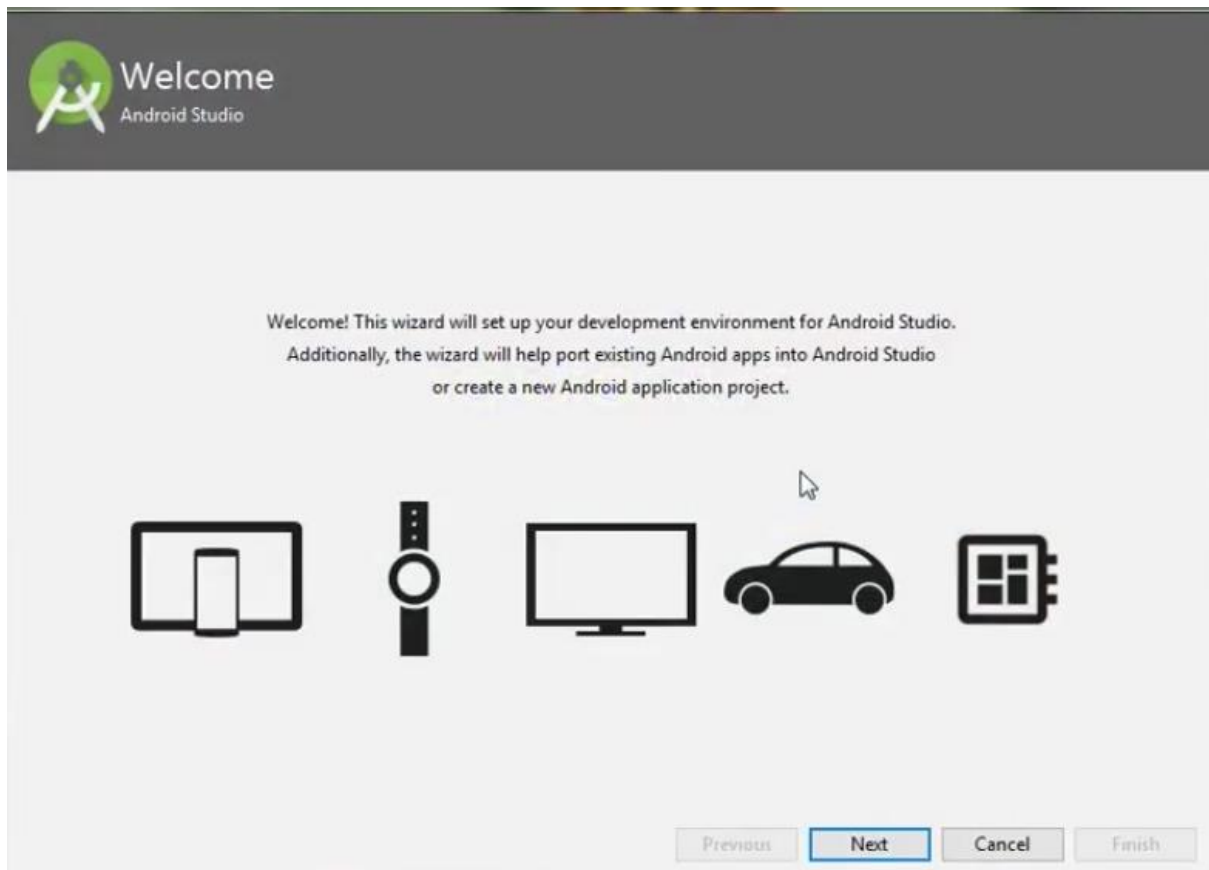 Welcome
Android Studio
Welcome! This wizard will set up your development environment for Android Studio.
Additionally, the wizard will help port existing Android apps into Android Studio
or create a new Android application project.
Previous
Next
Cancel
Finish